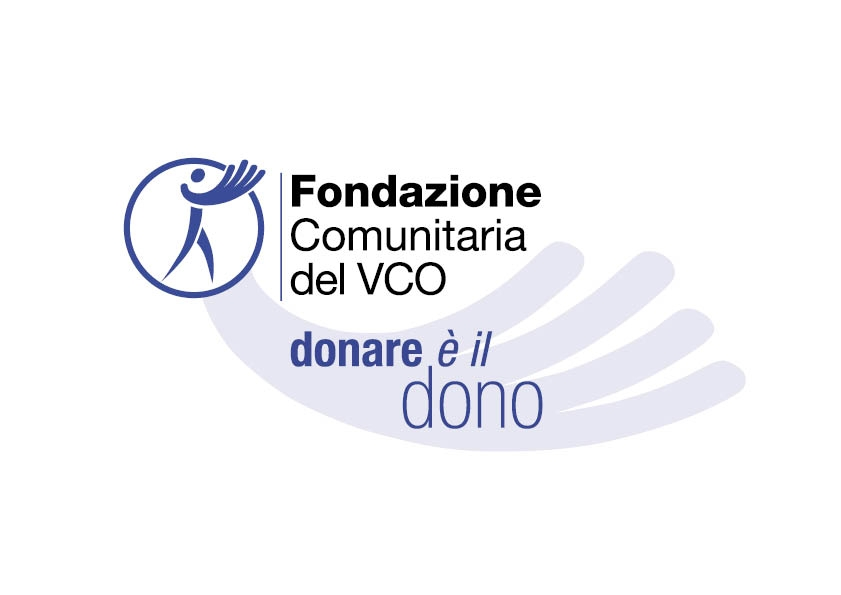 Fondazione
Comunitaria
del VCO
donare è il
dono